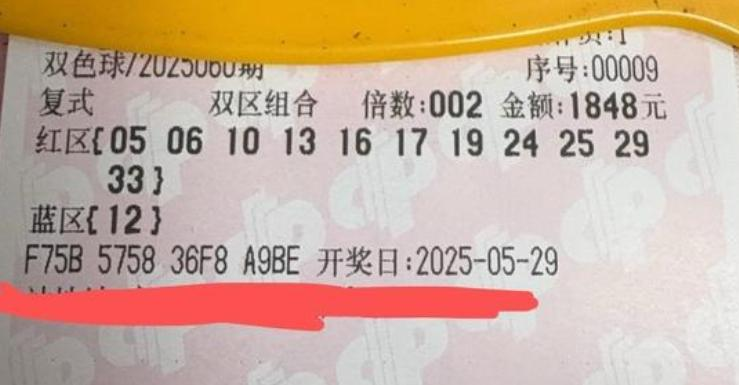 双色球/2025060期
序号:00009
复式 双区组合 倍数:002 金额:1848元
红区{05 06 10 13 16 17 19 24 25 29
33}
蓝区{12}
F75B 5758 36F8 A9BE 开奖日:2025-05-29